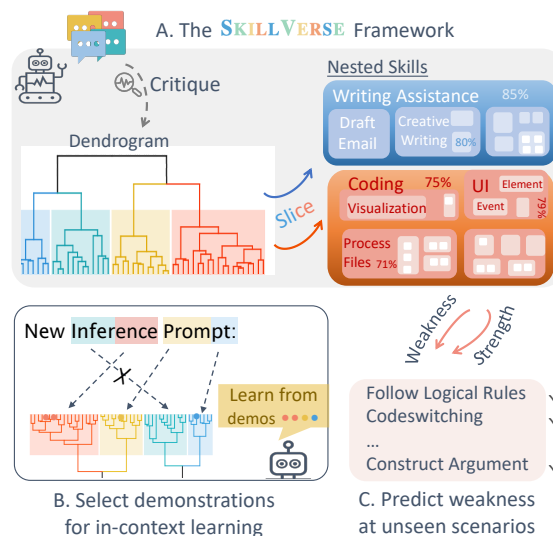 A. The SKILLVERSE Framework
Critique
Dendrogram
Slice
Nested Skills
Writing Assistance 85%
Draft
Email
Creative
Writing 80%
Coding 75%
Visualization
UI Element
Event 79%
Process
Files 71%
Weakness
Strength
New Inference Prompt:
X
Learn from
demos
Follow Logical Rules
Codeswitching
...
Construct Argument
B. Select demonstrations
for in-context learning
C. Predict weakness
at unseen scenarios